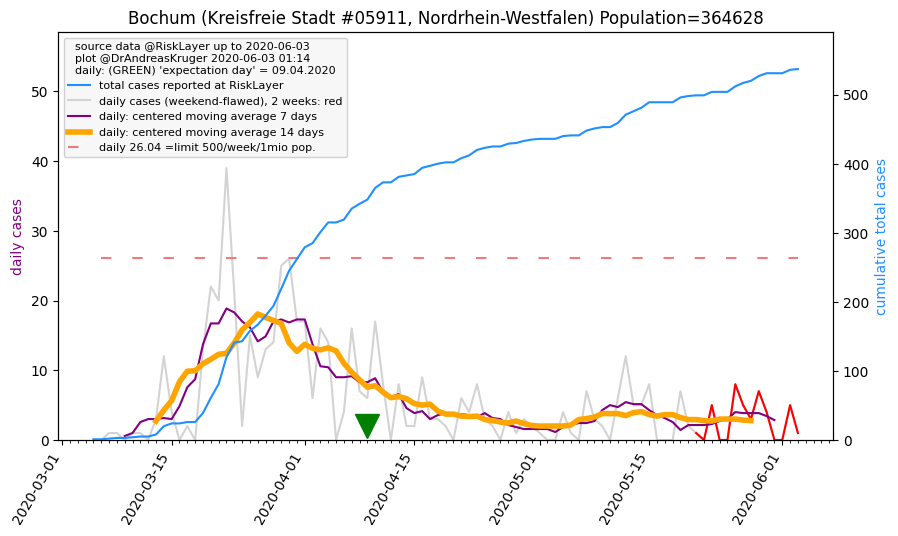 Bochum (Kreisfreie Stadt #05911, Nordrhein-Westfalen) Population=364628
source data @RiskLayer up to 2020-06-03
plot @DrAndreasKruger 2020-06-03 01:14
daily: (GREEN) 'expectation day' = 09.04.2020
total cases reported at RiskLayer
daily cases (weekend-flawed), 2 weeks: red
daily: centered moving average 7 days
daily: centered moving average 14 days
daily 26.04 =limit 500/week/1mio pop.
daily cases
50
40
30
20
10
0
cumulative total cases
500
400
300
200
100
0
2020-03-01
2020-03-15
2020-04-01
2020-04-15
2020-05-01
2020-05-15
2020-06-01